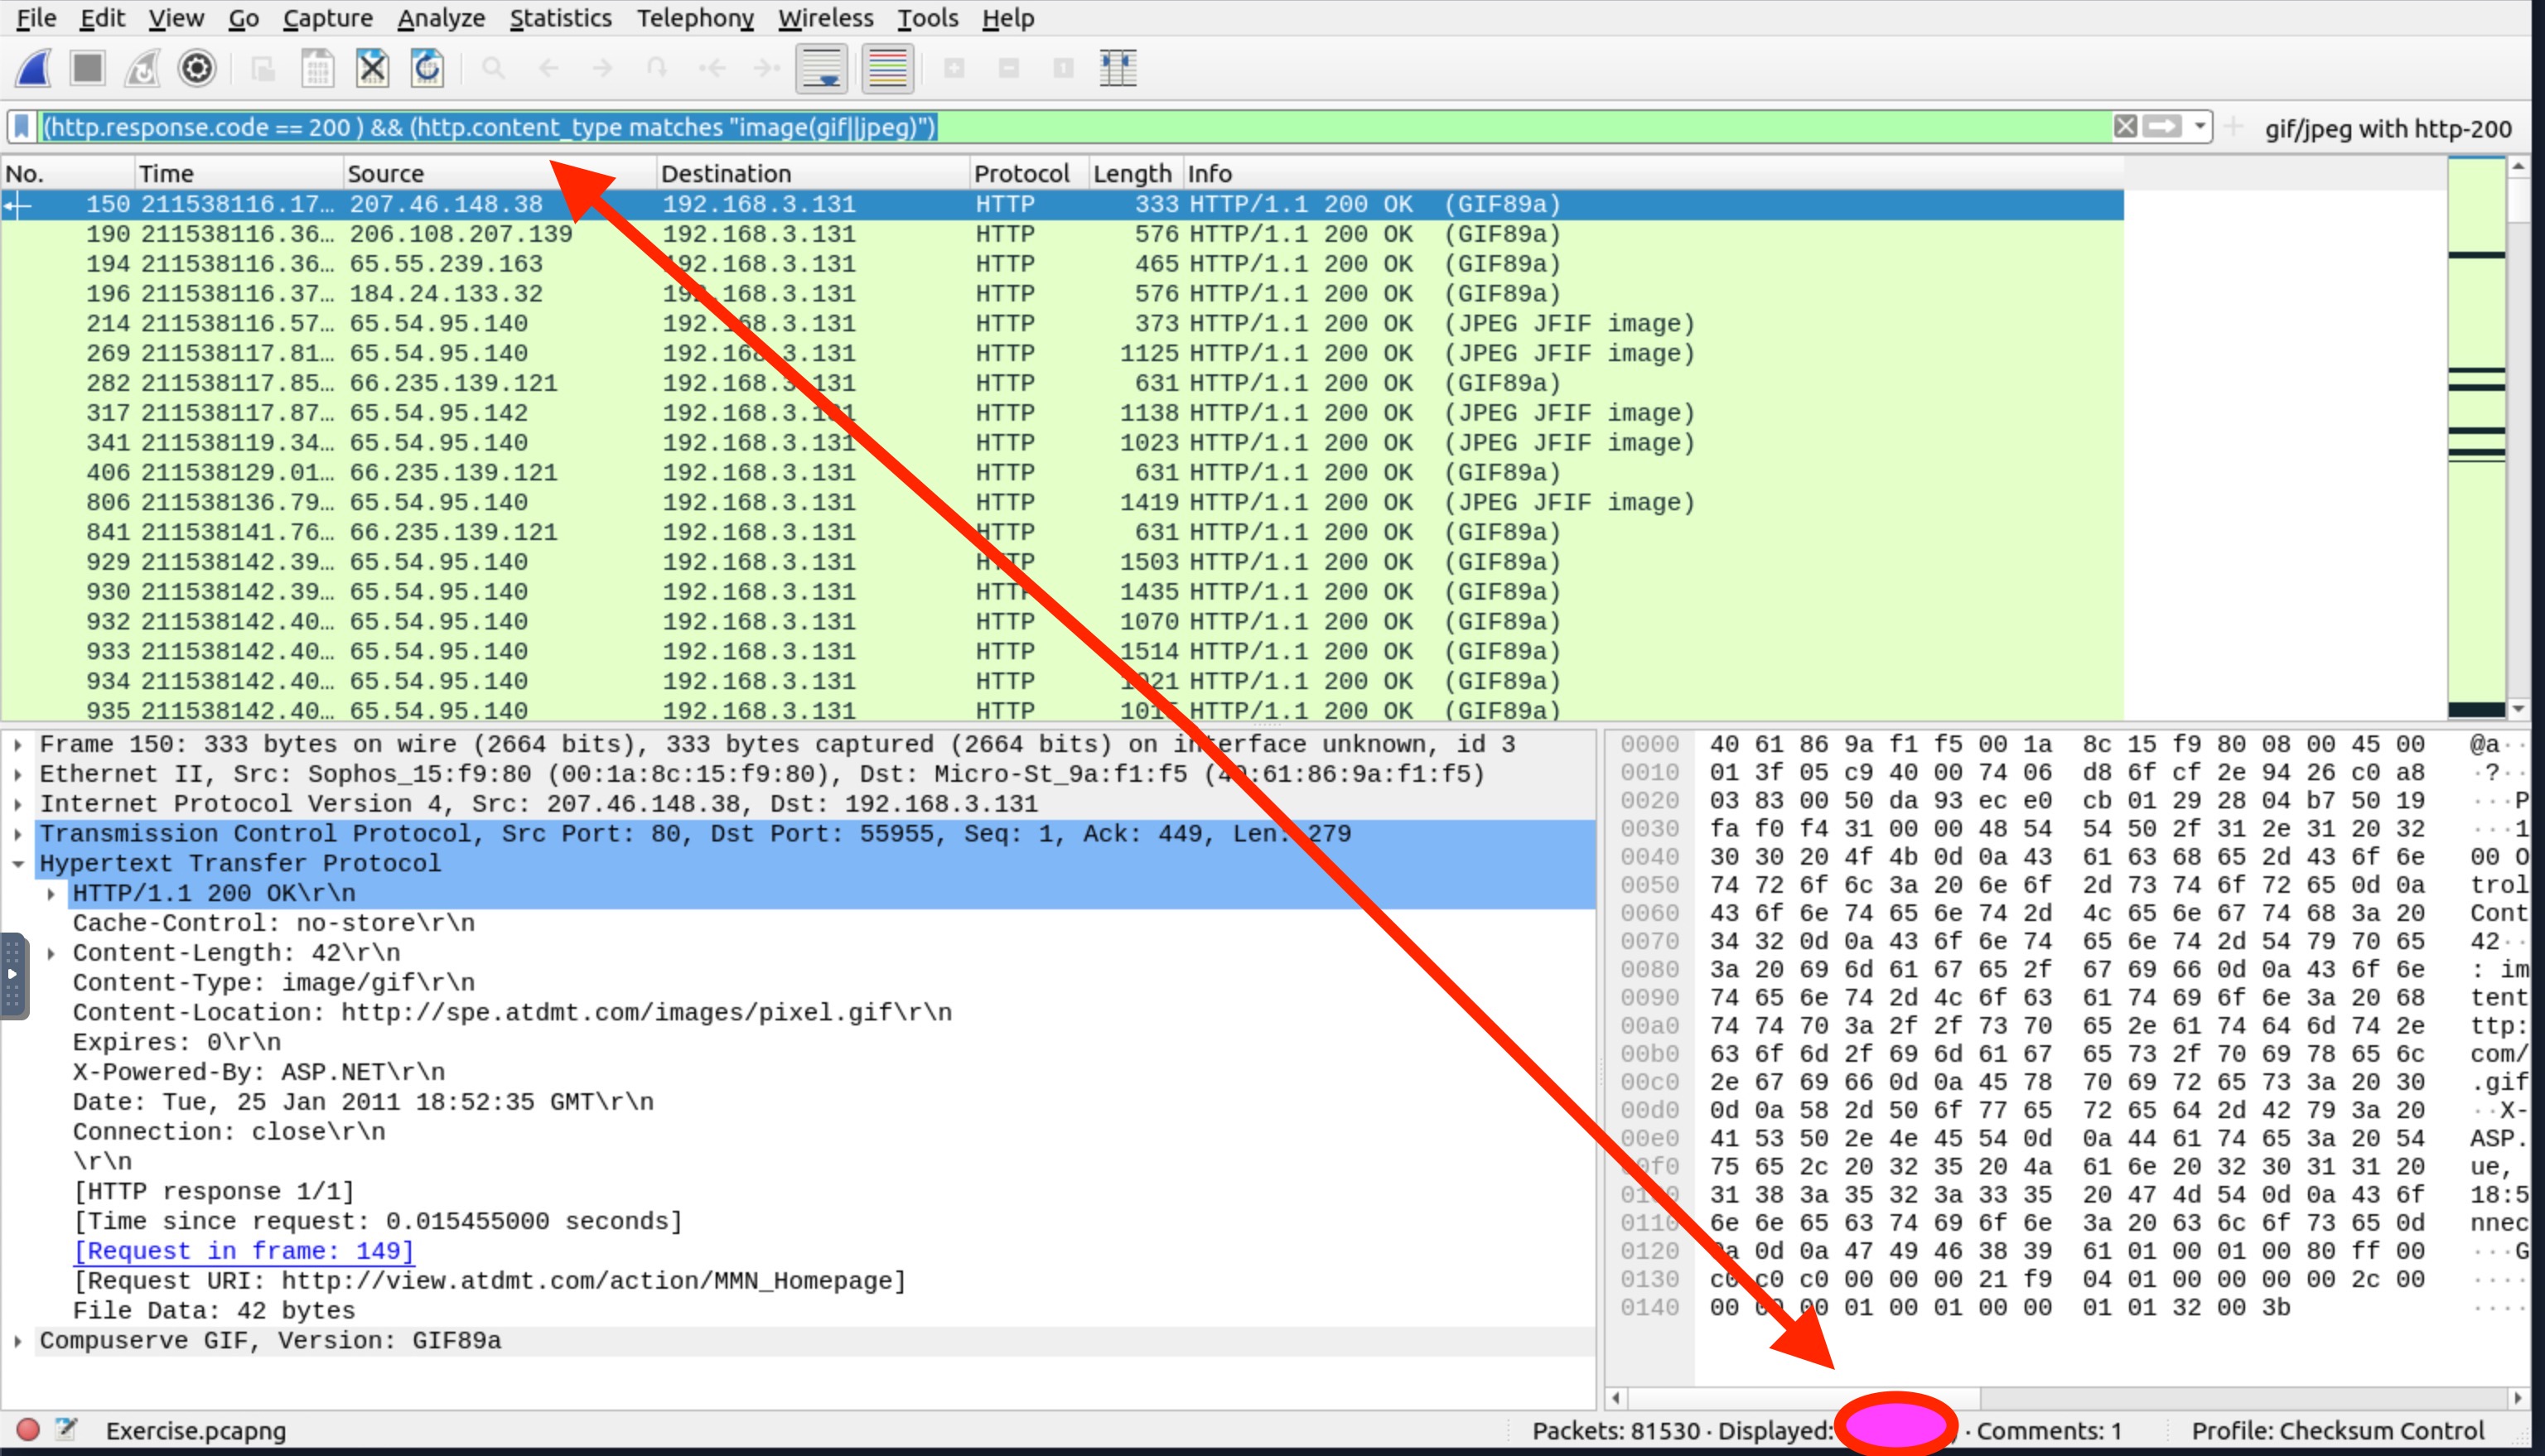 File Edit View Go Capture Analyze Statistics Telephony Wireless Tools Help
(http.response.code == 200 ) && (http.content_type matches "image(gif||jpeg)")
gif/jpeg with http-200
No. Time Source Destination Protocol Length Info
150 211538116.17… 207.46.148.38 192.168.3.131 HTTP 333 HTTP/1.1 200 OK (GIF89a)
190 211538116.36… 206.108.207.139 192.168.3.131 HTTP 576 HTTP/1.1 200 OK (GIF89a)
194 211538116.36… 65.55.239.163 192.168.3.131 HTTP 465 HTTP/1.1 200 OK (GIF89a)
196 211538116.37… 184.24.133.32 192.168.3.131 HTTP 576 HTTP/1.1 200 OK (GIF89a)
214 211538116.57… 65.54.95.140 192.168.3.131 HTTP 373 HTTP/1.1 200 OK (JPEG JFIF image)
269 211538117.81… 65.54.95.140 192.168.3.131 HTTP 1125 HTTP/1.1 200 OK (JPEG JFIF image)
282 211538117.85… 66.235.139.121 192.168.3.131 HTTP 631 HTTP/1.1 200 OK (GIF89a)
317 211538117.87… 65.54.95.142 192.168.3.131 HTTP 1138 HTTP/1.1 200 OK (JPEG JFIF image)
341 211538119.34… 65.54.95.140 192.168.3.131 HTTP 1023 HTTP/1.1 200 OK (JPEG JFIF image)
406 211538129.01… 66.235.139.121 192.168.3.131 HTTP 631 HTTP/1.1 200 OK (GIF89a)
806 211538136.79… 65.54.95.140 192.168.3.131 HTTP 1419 HTTP/1.1 200 OK (JPEG JFIF image)
841 211538141.76… 66.235.139.121 192.168.3.131 HTTP 631 HTTP/1.1 200 OK (GIF89a)
929 211538142.39… 65.54.95.140 192.168.3.131 HTTP 1503 HTTP/1.1 200 OK (GIF89a)
930 211538142.39… 65.54.95.140 192.168.3.131 HTTP 1435 HTTP/1.1 200 OK (GIF89a)
932 211538142.40… 65.54.95.140 192.168.3.131 HTTP 1070 HTTP/1.1 200 OK (GIF89a)
933 211538142.40… 65.54.95.140 192.168.3.131 HTTP 1514 HTTP/1.1 200 OK (GIF89a)
934 211538142.40… 65.54.95.140 192.168.3.131 HTTP HTTP/1.1 200 OK (GIF89a)
935 211538142.40… 65.54.95.140 192.168.3.131 HTTP HTTP/1.1 200 OK (GIF89a)
Frame 150: 333 bytes on wire (2664 bits), 333 bytes captured (2664 bits) on interface unknown, id 3
Ethernet II, Src: Sophos_15:f9:80 (00:1a:8c:15:f9:80), Dst: Micro-St_9a:f1:f5 (40:61:86:9a:f1:f5)
Internet Protocol Version 4, Src: 207.46.148.38, Dst: 192.168.3.131
Transmission Control Protocol, Src Port: 80, Dst Port: 55955, Seq: 1, Ack: 449, Len: 279
Hypertext Transfer Protocol
HTTP/1.1 200 OK\r\n
Cache-Control: no-store\r\n
Content-Length: 42\r\n
Content-Type: image/gif\r\n
Content-Location: http://spe.atdmt.com/images/pixel.gif\r\n
Expires: 0\r\n
X-Powered-By: ASP.NET\r\n
Date: Tue, 25 Jan 2011 18:52:35 GMT\r\n
Connection: close\r\n
\r\n
[HTTP response 1/1]
[Time since request: 0.015455000 seconds]
[Request in frame: 149]
[Request URI: http://view.atdmt.com/action/MMN_Homepage]
File Data: 42 bytes
Compuserve GIF, Version: GIF89a
0000 40 61 86 9a f1 f5 00 1a 8c 15 f9 80 08 00 45 00 @a··
0010 01 3f 05 c9 40 00 74 06 d8 6f cf 2e 94 26 c0 a8 ·?··
0020 03 83 00 50 da 93 ec e0 cb 01 29 28 04 b7 50 19 ···P
0030 fa f0 f4 31 00 00 48 54 54 50 2f 31 2e 31 20 32 ···1
0040 30 30 20 4f 4b 0d 0a 43 61 63 68 65 2d 43 6f 6e 00 O
0050 74 72 6f 6c 3a 20 6e 6f 2d 73 74 6f 72 65 0d 0a trol
0060 43 6f 6e 74 65 6e 74 2d 4c 65 6e 67 74 68 3a 20 Cont
0070 34 32 0d 0a 43 6f 6e 74 65 6e 74 2d 54 79 70 65 42··
0080 3a 20 69 6d 61 67 65 2f 67 69 66 0d 0a 43 6f 6e : im
0090 74 65 6e 74 2d 4c 6f 63 61 74 69 6f 6e 3a 20 68 tent
00a0 74 74 70 3a 2f 2f 73 70 65 2e 61 74 64 6d 74 2e ttp:
00b0 63 6f 6d 2f 69 6d 61 67 65 73 2f 70 69 78 65 6c com/
00c0 2e 67 69 66 0d 0a 45 78 70 69 72 65 73 3a 20 30 .gif
00d0 0d 0a 58 2d 50 6f 77 65 72 65 64 2d 42 79 3a 20 ··X-
00e0 41 53 50 2e 4e 45 54 0d 0a 44 61 74 65 3a 20 54 ASP.
00f0 75 65 2c 20 32 35 20 4a 61 6e 20 32 30 31 31 20 ue,
0100 31 38 3a 35 32 3a 33 35 20 47 4d 54 0d 0a 43 6f 18:5
0110 6e 6e 65 63 74 69 6f 6e 3a 20 63 6c 6f 73 65 0d nnec
0120 0a 0d 0a 47 49 46 38 39 61 01 00 01 00 80 ff 00 ···G
0130 c0 c0 c0 00 00 00 21 f9 04 01 00 00 00 00 2c 00 ····
0140 00 00 00 01 00 01 00 00 01 01 32 00 3b ····
Exercise.pcapng Packets: 81530 · Displayed: · Comments: 1 Profile: Checksum Control